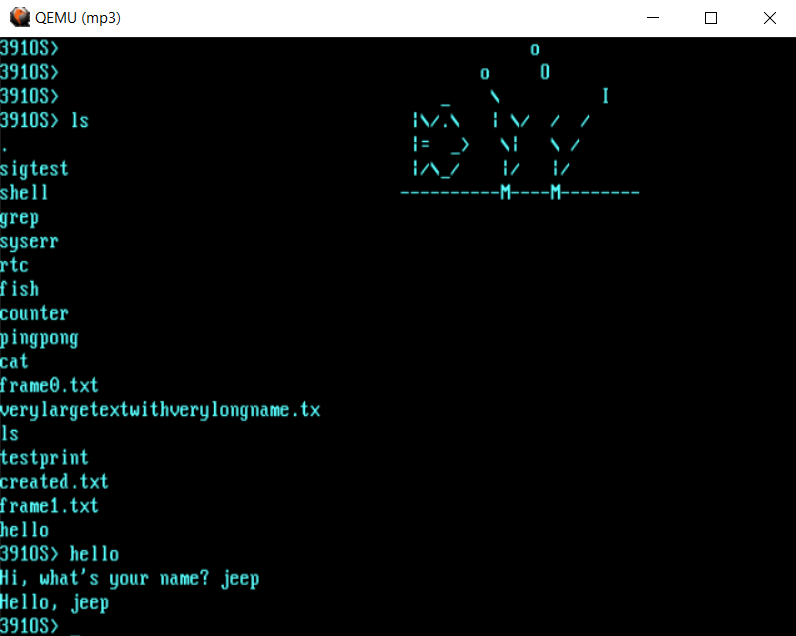 QEMU (mp3)
391OS>                                               o
391OS>                                          o     O
391OS>                                      _    \          I
391OS> ls                                |\/.\   | \/  /  /
.                                        |=  _>   \|   \ /
sigtest                                  |/\_/    |/   |/
shell                                   ----------M----M--------
grep
syserr
rtc
fish
counter
pingpong
cat
frame0.txt
verylargetextwithverylongname.tx
ls
testprint
created.txt
frame1.txt
hello
391OS> hello
Hi, what's your name? jeep
Hello, jeep
391OS> _